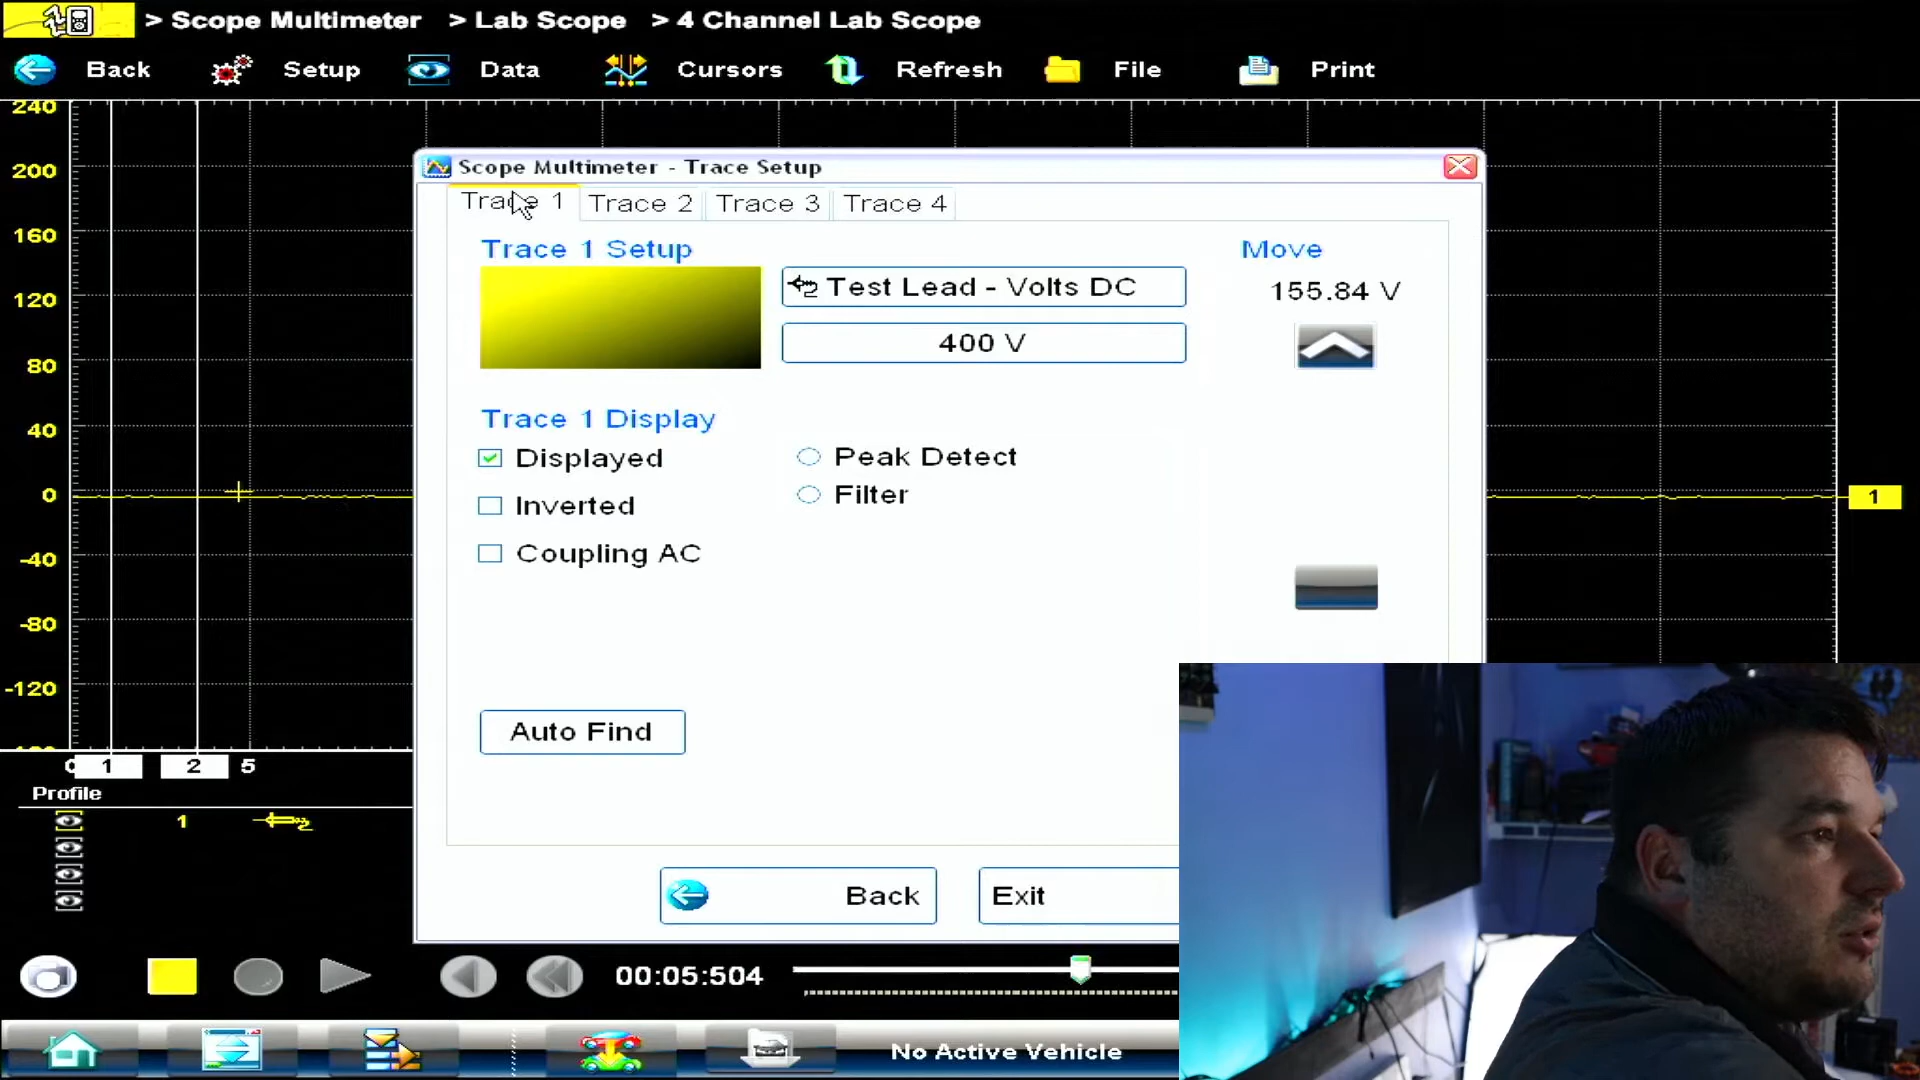 > Scope Multimeter > Lab Scope > 4 Channel Lab Scope
Back Setup Data Cursors Refresh File Print
240
200
160
120
80
40
0
-40
-80
-120
1
Scope Multimeter - Trace Setup
Trace 1 Trace 2 Trace 3 Trace 4
Trace 1 Setup
Test Lead - Volts DC
400 V
Move
155.84 V
Trace 1 Display
Displayed
Inverted
Coupling AC
Peak Detect
Filter
Auto Find
Back Exit
1 2 5
Profile
1
00:05:504
No Active Vehicle